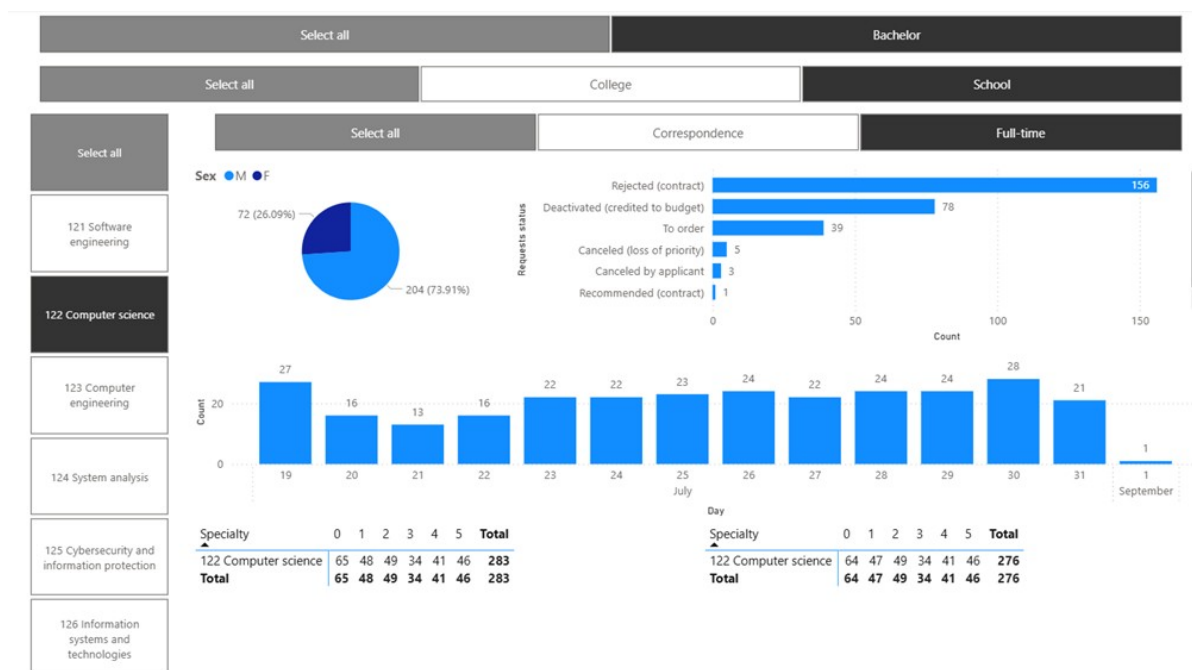 Select all Bachelor
Select all College School
Select all Correspondence Full-time
Select all
121 Software
engineering
122 Computer science
123 Computer
engineering
124 System analysis
125 Cybersecurity and
information protection
126 Information
systems and
technologies
Sex M F
72 (26.09%)
204 (73.91%)
Requests status
Rejected (contract) 156
Deactivated (credited to budget) 78
To order 39
Canceled (loss of priority) 5
Canceled by applicant 3
Recommended (contract) 1
0 50 100 150
Count
Count
20
0
27 16 13 16 22 22 23 24 22 24 24 28 21 1
19 20 21 22 23 24 25 26 27 28 29 30 31 1
July September
Day
Specialty 0 1 2 3 4 5 Total
122 Computer science 65 48 49 34 41 46 283
Total 65 48 49 34 41 46 283
Specialty 0 1 2 3 4 5 Total
122 Computer science 64 47 49 34 41 46 276
Total 64 47 49 34 41 46 276